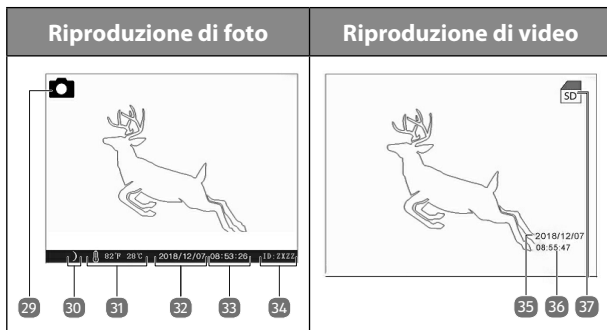 Riproduzione di foto
Riproduzione di video
82°F 28°C 2018/12/07 08:53:26 ID:ZXZZ
SD
2018/12/07
08:55:47
29 30 31 32 33 34
35 36 37